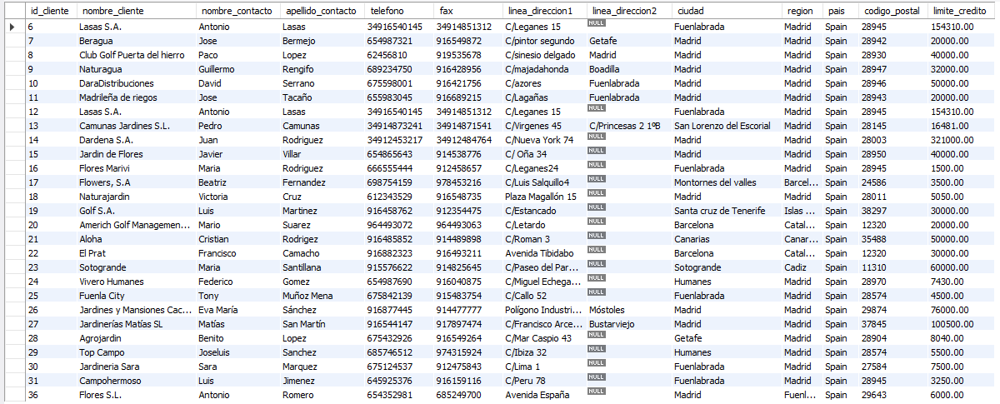 id_cliente nombre_cliente nombre_contacto apellido_contacto telefono fax linea_direccion1 linea_direccion2 ciudad region pais codigo_postal limite_credito
6 Lasas S.A. Antonio Lasas 34916540145 34914851312 C/Leganes 15 NULL Fuenlabrada Madrid Spain 28945 154310.00
7 Beragua Jose Bermejo 654987321 916549872 C/pintor segundo Getafe Madrid Madrid Spain 28942 20000.00
8 Club Golf Puerta del hierro Paco Lopez 62456810 919535678 C/sinesio delgado Madrid Madrid Madrid Spain 28930 40000.00
9 Naturagua Guillermo Rengifo 689234750 916428956 C/majadahonda Boadilla Madrid Madrid Spain 28947 32000.00
10 DaraDistribuciones David Serrano 675598001 916421756 C/azores Fuenlabrada Madrid Madrid Spain 28946 50000.00
11 Madrileña de riegos Jose Tacaño 655983045 916689215 C/Lagañas Fuenlabrada Madrid Madrid Spain 28943 20000.00
12 Lasas S.A. Antonio Lasas 34916540145 34914851312 C/Leganes 15 NULL Fuenlabrada Madrid Spain 28945 154310.00
13 Camunas Jardines S.L. Pedro Camunas 34914873241 34914871541 C/Virgenes 45 C/Princesas 2 1ºB San Lorenzo del Escorial Madrid Spain 28145 16481.00
14 Dardena S.A. Juan Rodriguez 34912453217 34912484764 C/Nueva York 74 NULL Madrid Madrid Spain 28003 321000.00
15 Jardin de Flores Javier Villar 654865643 914538776 C/ Oña 34 NULL Madrid Madrid Spain 28950 40000.00
16 Flores Marivi Maria Rodriguez 666555444 912458657 C/Leganes24 NULL Fuenlabrada Madrid Spain 28945 1500.00
17 Flowers, S.A Beatriz Fernandez 698754159 978453216 C/Luis Salquillo4 NULL Montornes del valles Barcel... Spain 24586 3500.00
18 Naturajardin Victoria Cruz 612343529 916548735 Plaza Magallón 15 NULL Madrid Madrid Spain 28011 5050.00
19 Golf S.A. Luis Martinez 916458762 912354475 C/Estancado NULL Santa cruz de Tenerife Islas ... Spain 38297 30000.00
20 Americh Golf Managemen... Mario Suarez 964493072 964493063 C/Letardo NULL Barcelona Catal... Spain 12320 20000.00
21 Aloha Cristian Rodrigez 916485852 914489898 C/Roman 3 NULL Canarias Canar... Spain 35488 50000.00
22 El Prat Francisco Camacho 916882323 916493211 Avenida Tibidabo NULL Barcelona Catal... Spain 12320 30000.00
23 Sotogrande Maria Santillana 915576622 914825645 C/Paseo del Par... NULL Sotogrande Cadiz Spain 11310 60000.00
24 Vivero Humanes Federico Gomez 654987690 916040875 C/Miguel Echega... NULL Humanes Madrid Spain 28970 7430.00
25 Fuenla City Tony Muñoz Mena 675842139 915483754 C/Callo 52 NULL Fuenlabrada Madrid Spain 28574 4500.00
26 Jardines y Mansiones Cac... Eva María Sánchez 916877445 914477777 Polígono Industri... Móstoles Madrid Madrid Spain 29874 76000.00
27 Jardinerías Matías SL Matías San Martín 916544147 917897474 C/Francisco Arce... Bustarviejo Madrid Madrid Spain 37845 100500.00
28 Agrojardin Benito Lopez 675432926 916549264 C/Mar Caspio 43 NULL Getafe Madrid Spain 28904 8040.00
29 Top Campo Joseluis Sanchez 685746512 974315924 C/Ibiza 32 NULL Humanes Madrid Spain 28574 5500.00
30 Jardineria Sara Sara Marquez 675124537 912475843 C/Lima 1 NULL Fuenlabrada Madrid Spain 27584 7500.00
31 Campohermoso Luis Jimenez 645925376 916159116 C/Peru 78 NULL Fuenlabrada Madrid Spain 28945 3250.00
36 Flores S.L. Antonio Romero 654352981 685249700 Avenida España NULL Madrid Fuenl... Spain 29643 6000.00